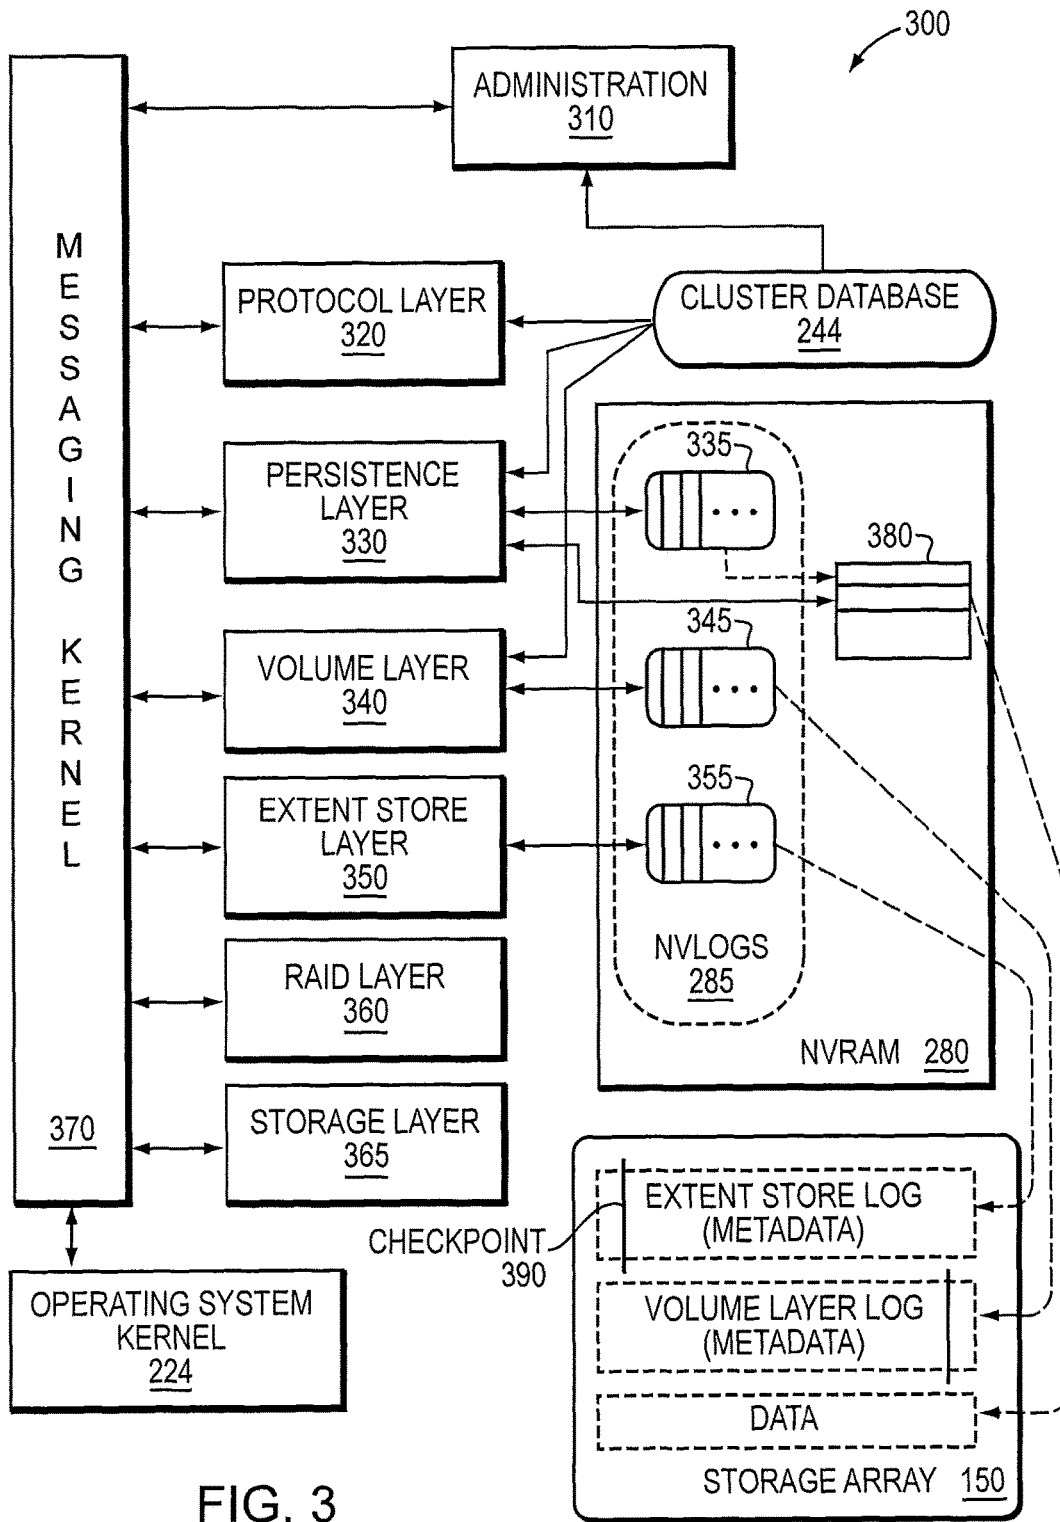 300
ADMINISTRATION
310
MESSAGING KERNEL
370
PROTOCOL LAYER
320
CLUSTER DATABASE
244
PERSISTENCE
LAYER
330
335
380
VOLUME LAYER
340
345
EXTENT STORE
LAYER
350
355
NVLOGS
285
RAID LAYER
360
NVRAM 280
STORAGE LAYER
365
OPERATING SYSTEM
KERNEL
224
CHECKPOINT
390
EXTENT STORE LOG
(METADATA)
VOLUME LAYER LOG
(METADATA)
DATA
STORAGE ARRAY 150
FIG. 3